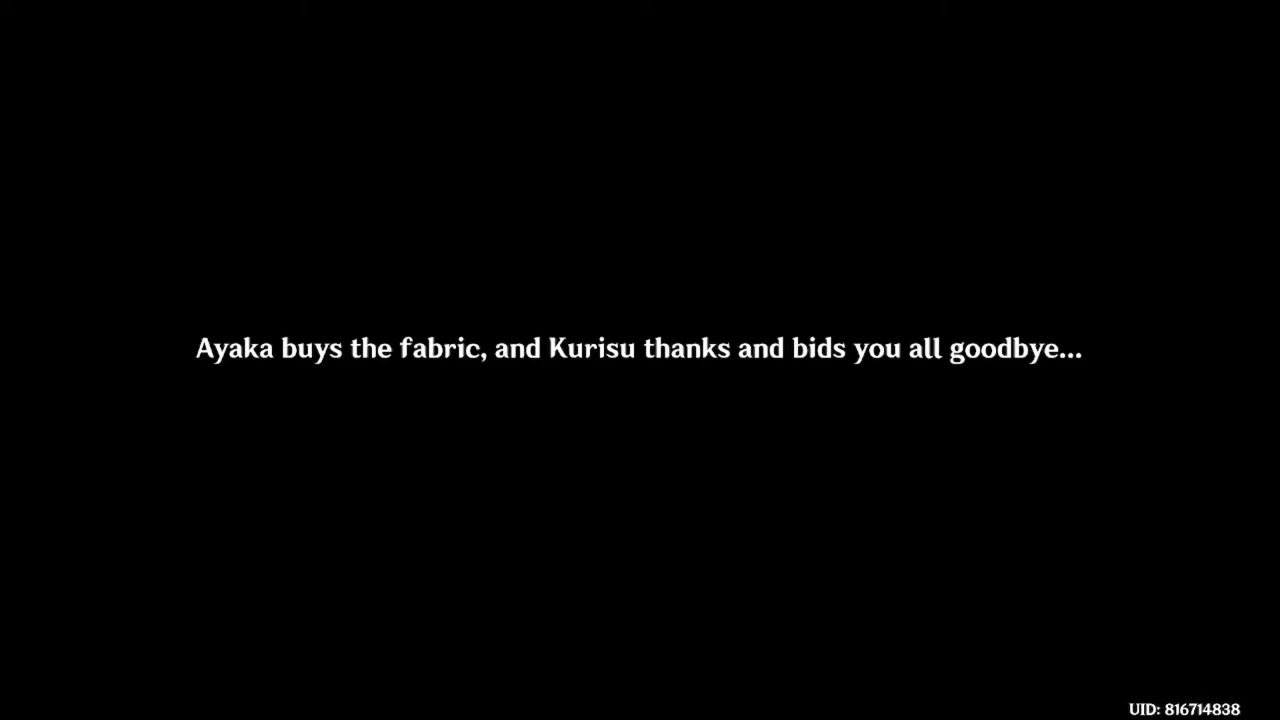 Ayaka buys the fabric, and Kurisu thanks and bids you all goodbye...
UID: 816714838